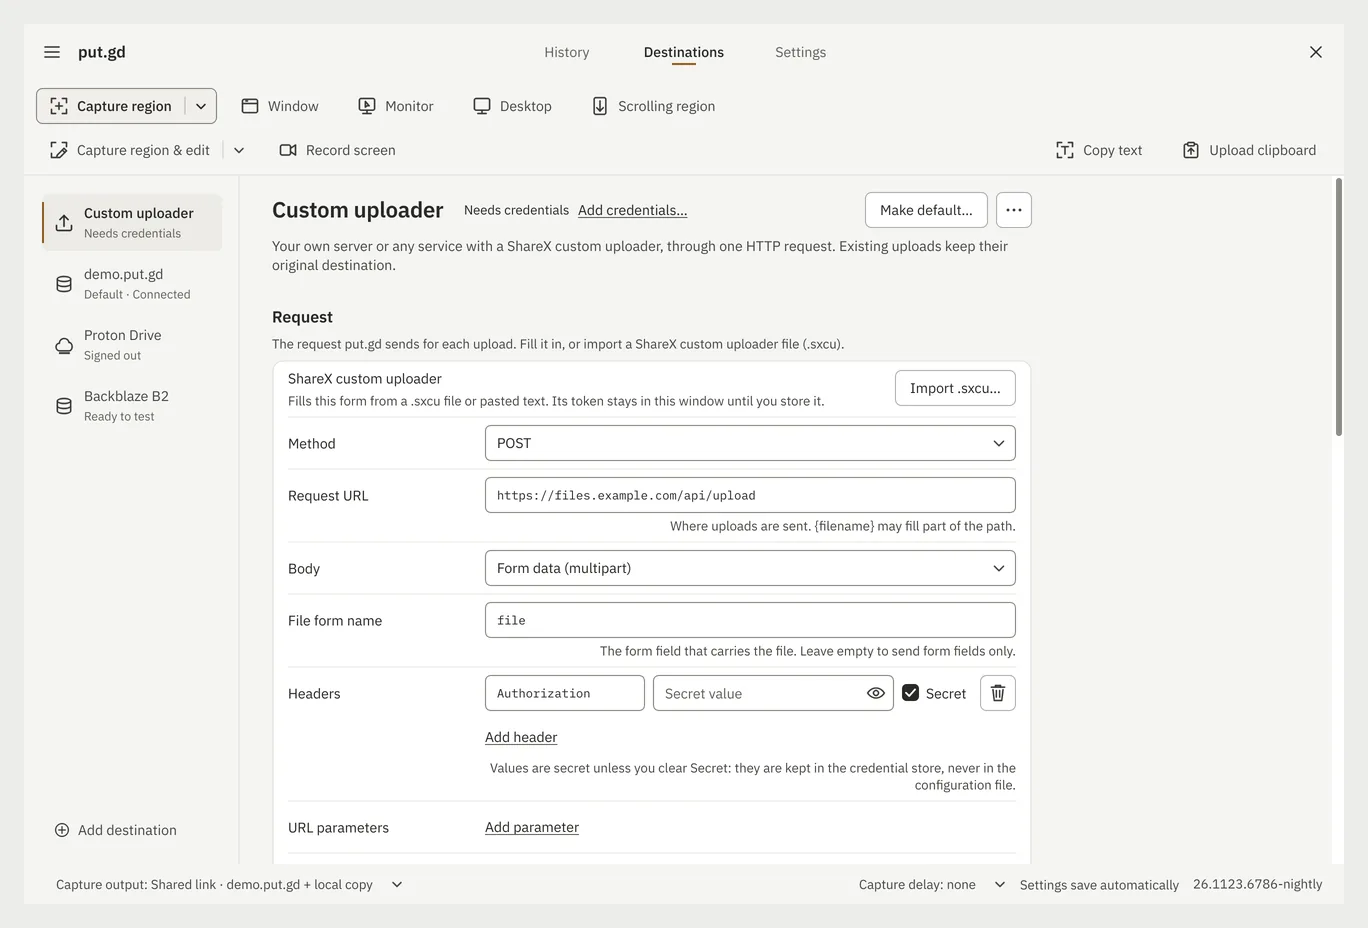 put.gd
History
Destinations
Settings
Capture region
Window
Monitor
Desktop
Scrolling region
Capture region & edit
Record screen
Copy text
Upload clipboard
Custom uploader
Needs credentials
demo.put.gd
Default · Connected
Proton Drive
Signed out
Backblaze B2
Ready to test
Add destination
Custom uploader
Needs credentials
Add credentials...
Make default...
Your own server or any service with a ShareX custom uploader, through one HTTP request. Existing uploads keep their
original destination.
Request
The request put.gd sends for each upload. Fill it in, or import a ShareX custom uploader file (.sxcu).
ShareX custom uploader
Fills this form from a .sxcu file or pasted text. Its token stays in this window until you store it.
Import .sxcu...
Method
POST
Request URL
https://files.example.com/api/upload
Where uploads are sent. {filename} may fill part of the path.
Body
Form data (multipart)
File form name
file
The form field that carries the file. Leave empty to send form fields only.
Headers
Authorization
Secret value
Secret
Add header
Values are secret unless you clear Secret: they are kept in the credential store, never in the
configuration file.
URL parameters
Add parameter
Capture output: Shared link · demo.put.gd + local copy
Capture delay: none
Settings save automatically
26.1123.6786-nightly